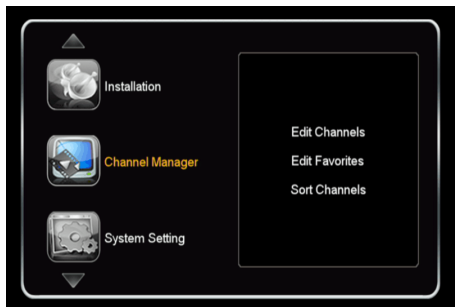 Installation
Channel Manager
System Setting
Edit Channels
Edit Favorites
Sort Channels